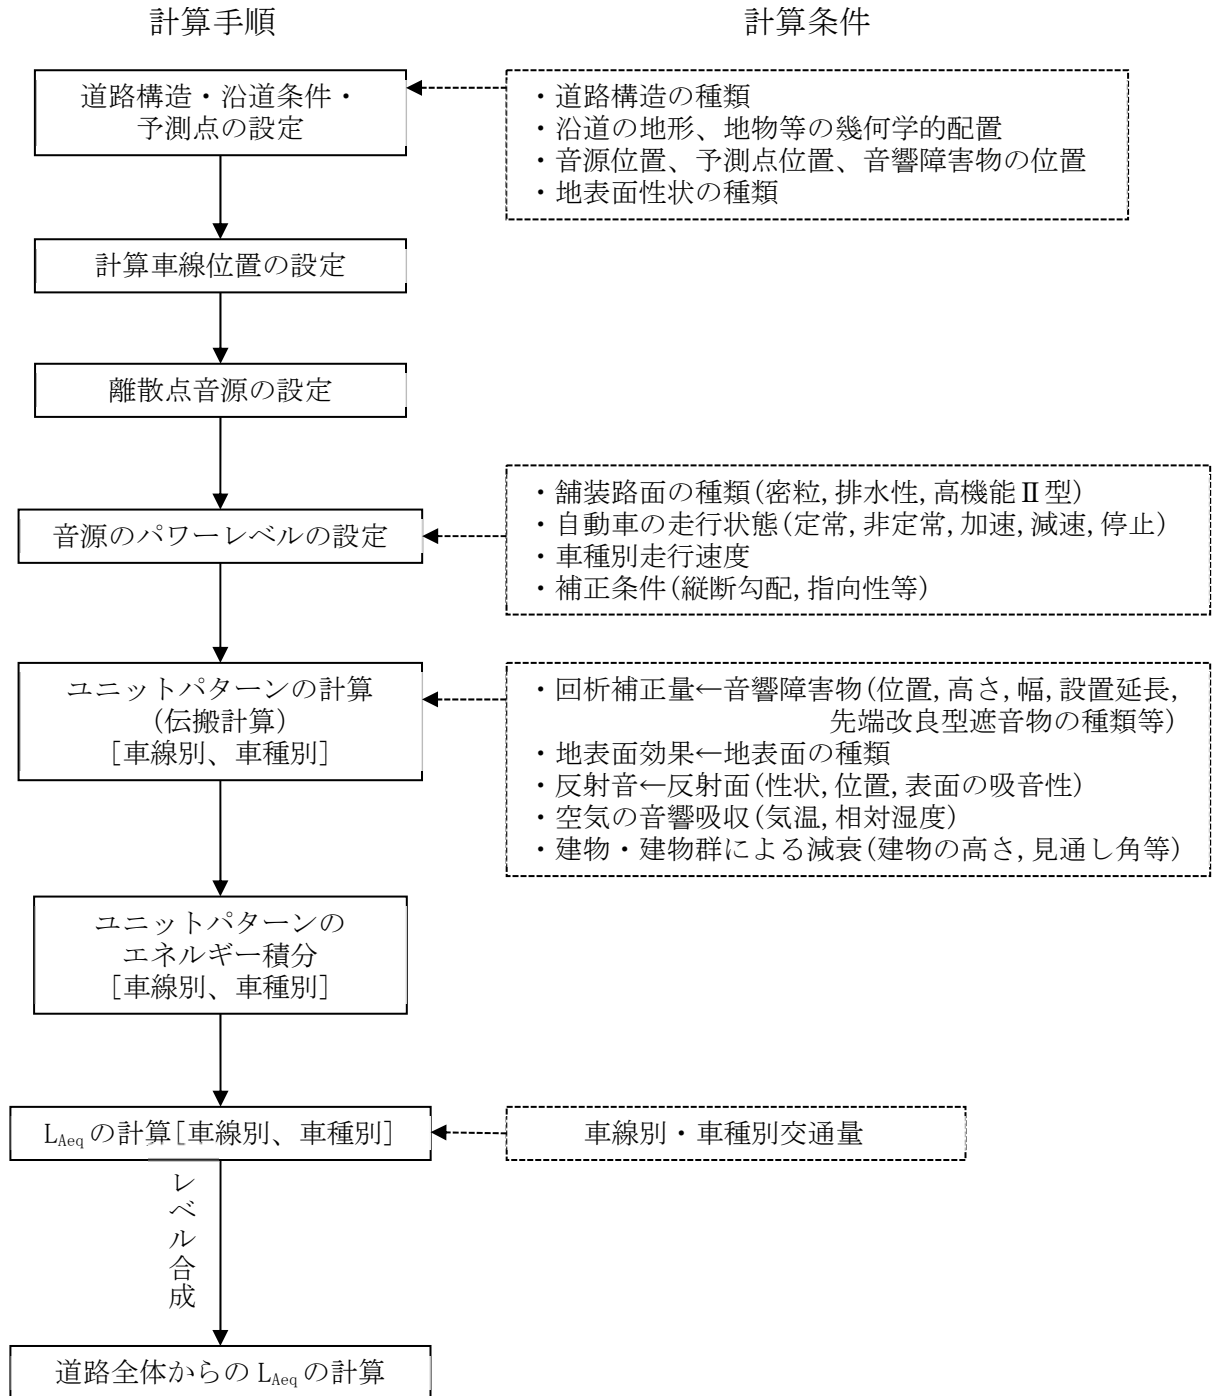 計算手順
計算条件
道路構造・沿道条件・
予測点の設定
・道路構造の種類
・沿道の地形、地物等の幾何学的配置
・音源位置、予測点位置、音響障害物の位置
・地表面性状の種類
計算車線位置の設定
離散点音源の設定
音源のパワーレベルの設定
・舗装路面の種類(密粒,排水性,高機能Ⅱ型)
・自動車の走行状態(定常,非定常,加速,減速,停止)
・車種別走行速度
・補正条件(縦断勾配,指向性等)
ユニットパターンの計算
(伝搬計算)
[車線別、車種別]
・回析補正量←音響障害物(位置,高さ,幅,設置延長,
先端改良型遮音物の種類等)
・地表面効果←地表面の種類
・反射音←反射面(性状,位置,表面の吸音性)
・空気の音響吸収(気温,相対湿度)
・建物・建物群による減衰(建物の高さ,見通し角等)
ユニットパターンの
エネルギー積分
[車線別、車種別]
LAeqの計算[車線別、車種別]
車線別・車種別交通量
レベル合成
道路全体からのLAeqの計算